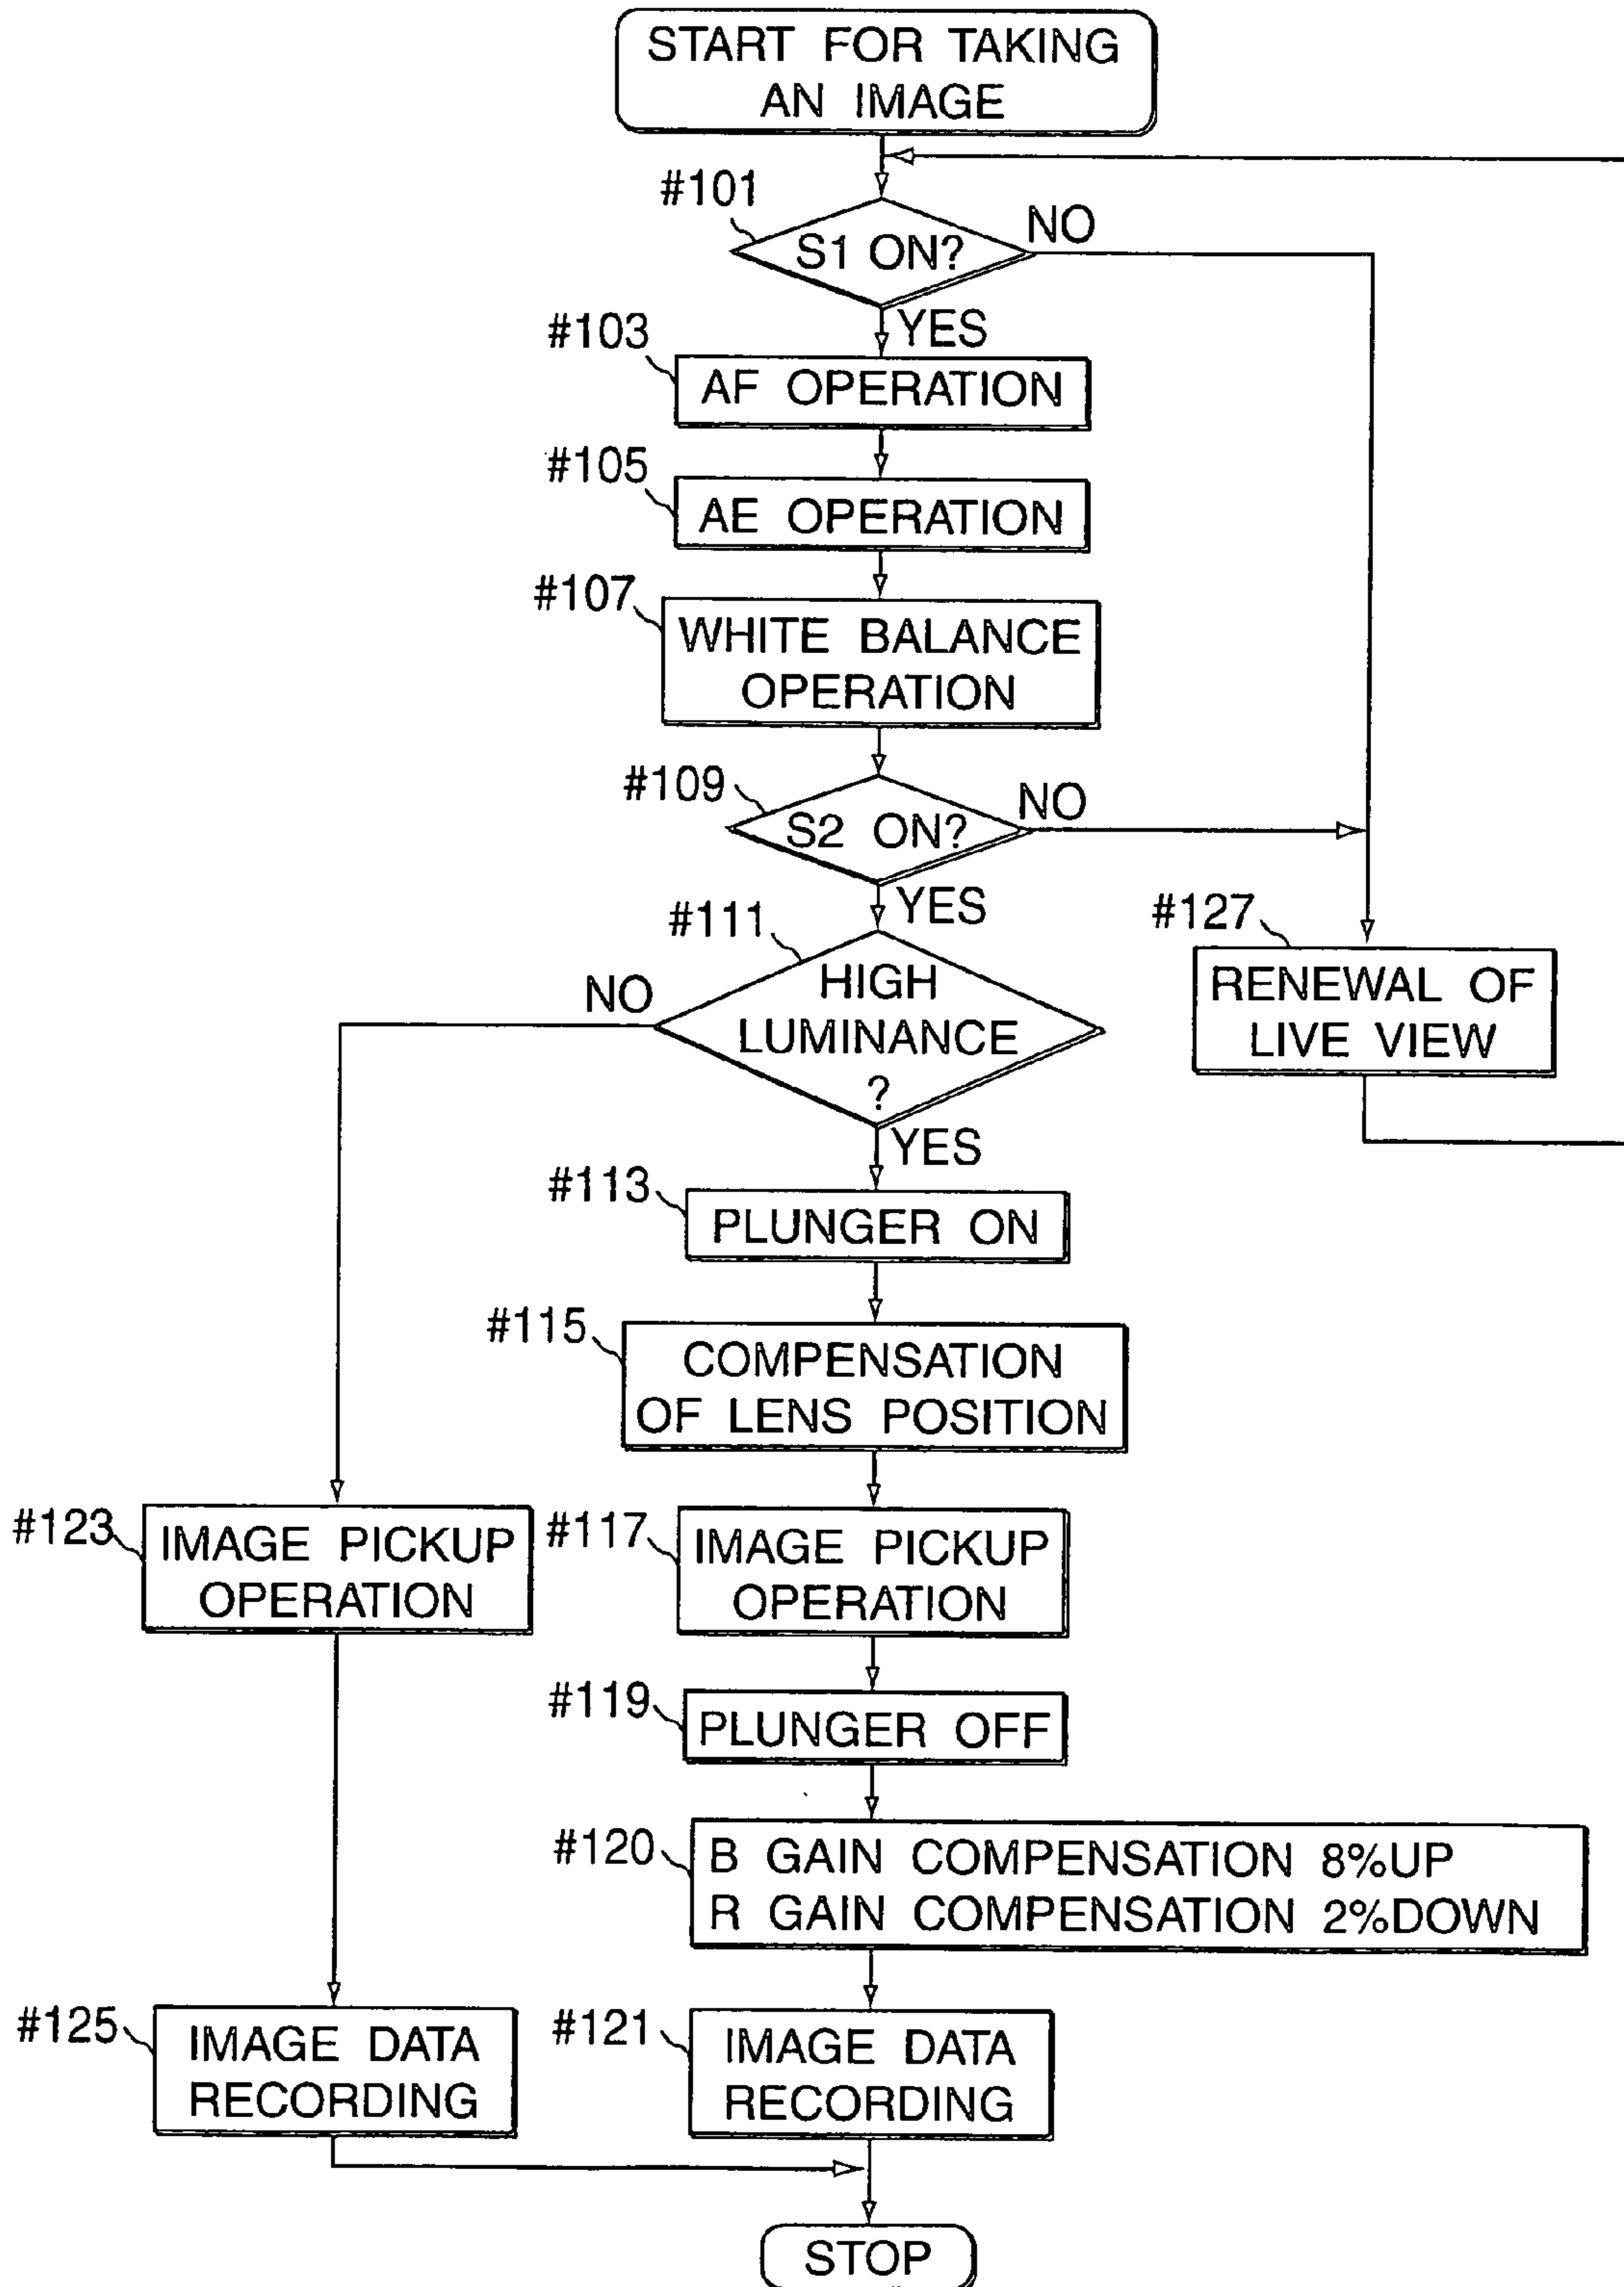 START FOR TAKING
AN IMAGE
#101
S1 ON?
NO
YES
#103
AF OPERATION
#105
AE OPERATION
#107
WHITE BALANCE
OPERATION
#109
S2 ON?
NO
YES
#111
HIGH
LUMINANCE
?
NO
YES
#127
RENEWAL OF
LIVE VIEW
#113
PLUNGER ON
#115
COMPENSATION
OF LENS POSITION
#123
IMAGE PICKUP
OPERATION
#117
IMAGE PICKUP
OPERATION
#119
PLUNGER OFF
#120
B GAIN COMPENSATION 8%UP
R GAIN COMPENSATION 2%DOWN
#125
IMAGE DATA
RECORDING
#121
IMAGE DATA
RECORDING
STOP